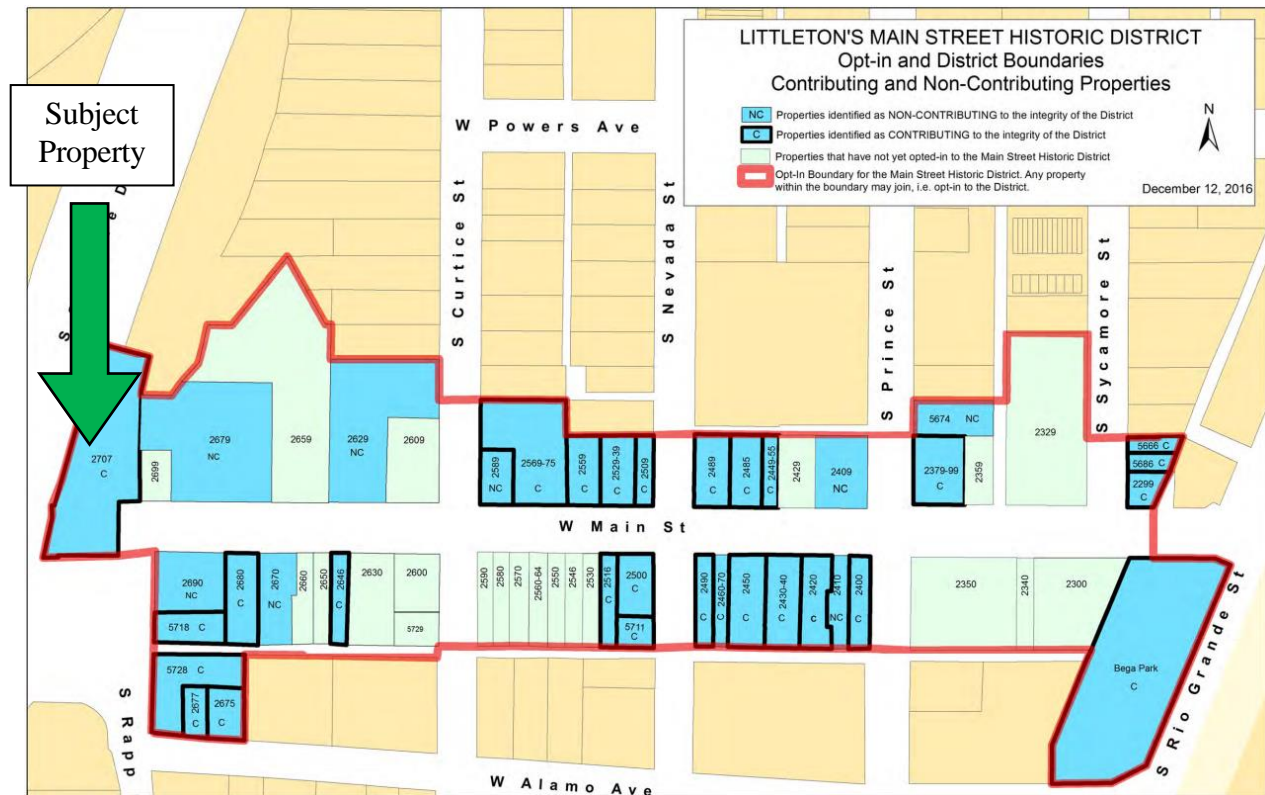 LITTLETON'S MAIN STREET HISTORIC DISTRICT
Opt-in and District Boundaries
Contributing and Non-Contributing Properties
NC Properties identified as NON-CONTRIBUTING to the integrity of the District
C Properties identified as CONTRIBUTING to the integrity of the District
Properties that have not yet opted-in to the Main Street Historic District
Opt-In Boundary for the Main Street Historic District. Any property
within the boundary may join, i.e. opt-in to the District.
N
December 12, 2016
Subject
Property
W Powers Ave
S Curtice St
S Nevada St
S Prince St
S Sycamore St
2707
C
2699
2679
NC
2659
2629
NC
2609
2589
NC
2569-75
C
2559
C
2529-39
C
2509
C
2489
C
2485
C
2449-55
C
2429
2409
NC
5674 NC
2379-99
C
2359
2329
5666 C
5686 C
2299
C
W Main St
2690
NC
5718 C
2680
C
2670
NC
2660
2650
2646
C
2630
2600
5729
2590
2580
2570
2560-64
2550
2546
2530
2516
C
2500
C
5711
C
2490
C
2460-70
C
2450
C
2430-40
C
2420
C
2410
NC
2400
C
2350
2340
2300
Bega Park
C
5728 C
2677
C
2675
C
S Rapp
W Alamo Ave
S Rio Grande St